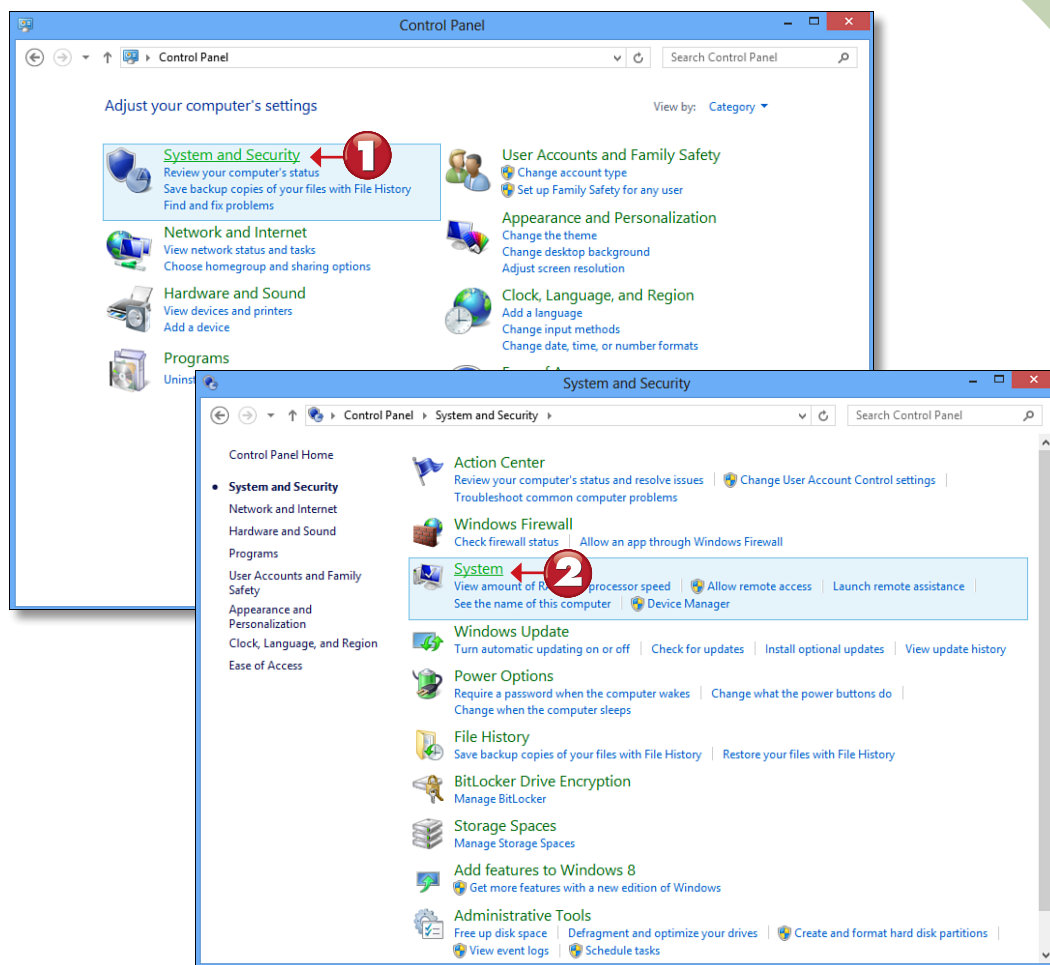 Control Panel
Control Panel
Search Control Panel
Adjust your computer's settings
View by: Category
System and Security
1
Review your computer's status
Save backup copies of your files with File History
Find and fix problems
Network and Internet
View network status and tasks
Choose homegroup and sharing options
Hardware and Sound
View devices and printers
Add a device
Programs
User Accounts and Family Safety
Change account type
Set up Family Safety for any user
Appearance and Personalization
Change the theme
Change desktop background
Adjust screen resolution
Clock, Language, and Region
Add a language
Change input methods
Change date, time, or number formats
System and Security
Control Panel System and Security
Search Control Panel
Control Panel Home
System and Security
Network and Internet
Hardware and Sound
Programs
User Accounts and Family
Safety
Appearance and
Personalization
Clock, Language, and Region
Ease of Access
Action Center
Review your computer's status and resolve issues Change User Account Control settings
Troubleshoot common computer problems
Windows Firewall
Check firewall status Allow an app through Windows Firewall
System
2
View amount of processor speed Allow remote access Launch remote assistance
See the name of this computer Device Manager
Windows Update
Turn automatic updating on or off Check for updates Install optional updates View update history
Power Options
Require a password when the computer wakes Change what the power buttons do
Change when the computer sleeps
File History
Save backup copies of your files with File History Restore your files with File History
BitLocker Drive Encryption
Manage BitLocker
Storage Spaces
Manage Storage Spaces
Add features to Windows 8
Get more features with a new edition of Windows
Administrative Tools
Free up disk space Defragment and optimize your drives Create and format hard disk partitions
View event logs Schedule tasks